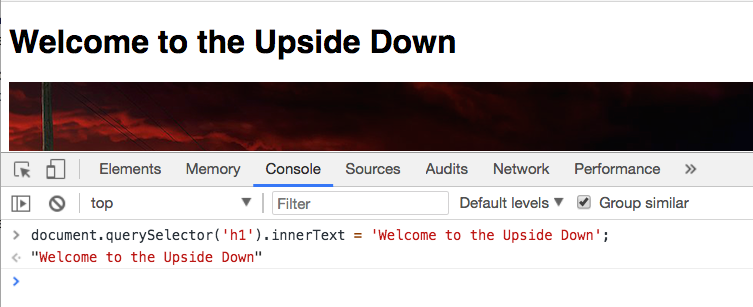 Welcome to the Upside Down
Elements Memory Console Sources Audits Network Performance »
top Filter Default levels Group similar
> document.querySelector('h1').innerText = 'Welcome to the Upside Down';
"Welcome to the Upside Down"
>